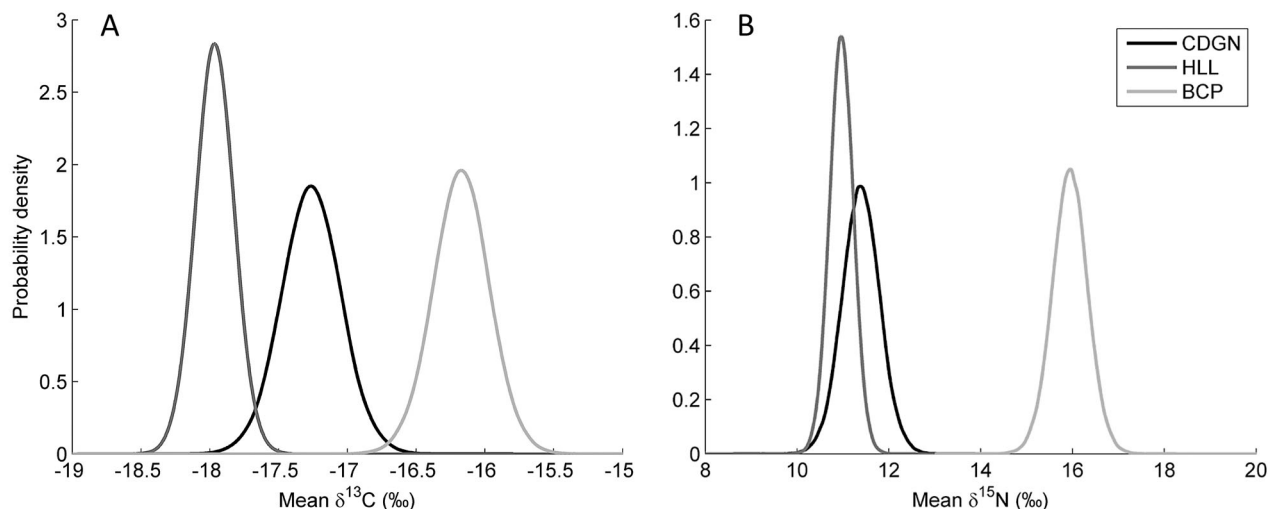 A
3
2.5
2
1.5
1
0.5
0
Probability density
-19 -18.5 -18 -17.5 -17 -16.5 -16 -15.5 -15
Mean δ13C (‰)
B
1.6
1.4
1.2
1
0.8
0.6
0.4
0.2
0
8 10 12 14 16 18 20
Mean δ15N (‰)
CDGN
HLL
BCP